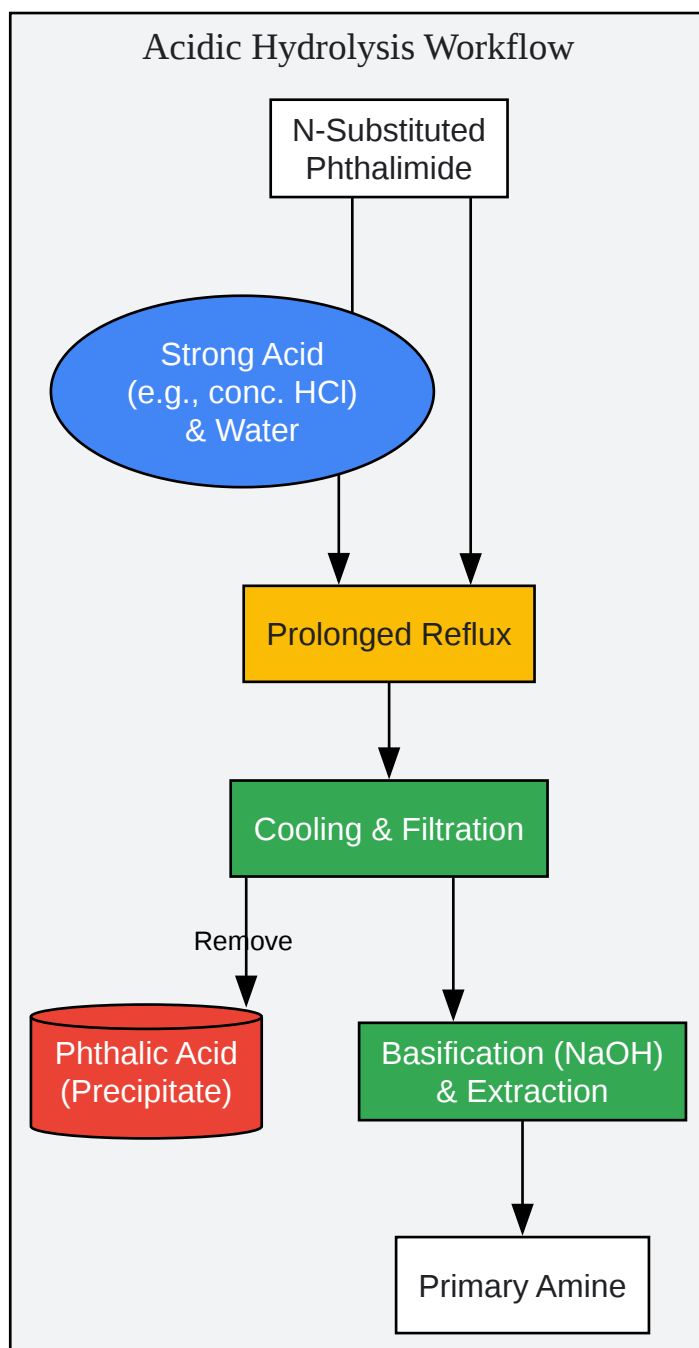 Acidic Hydrolysis Workflow
N-Substituted
Phthalimide
Strong Acid
(e.g., conc. HCl)
& Water
Prolonged Reflux
Cooling & Filtration
Remove
Phthalic Acid
(Precipitate)
Basification (NaOH)
& Extraction
Primary Amine